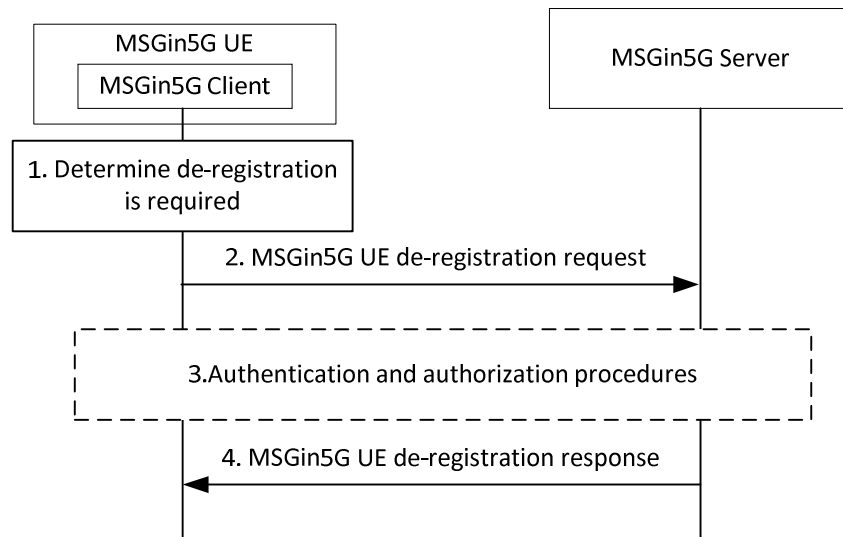 MSGin5G UE
MSGin5G Client
MSGin5G Server
1. Determine de-registration
is required
2. MSGin5G UE de-registration request
3.Authentication and authorization procedures
4. MSGin5G UE de-registration response